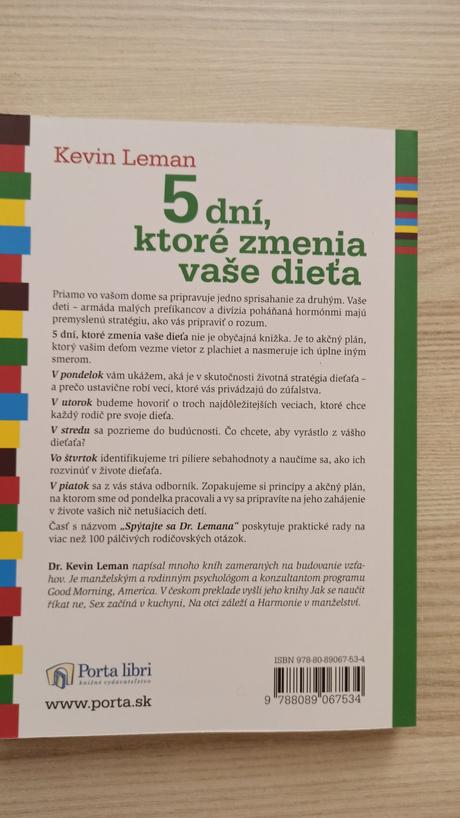 Kevin Leman
5 dní,
ktoré zmenia
vaše dieťa
Priamo vo vašom dome sa pripravuje jedno sprisahanie za druhým. Vaše
deti – armáda malých prefíkancov a divízia poháňaná hormónmi majú
premyslenú stratégiu, ako vás pripraviť o rozum.
5 dní, ktoré zmenia vaše dieťa nie je obyčajná knižka. Je to akčný plán,
ktorý vašim deťom vezme vietor z plachiet a nasmeruje ich úplne iným
smerom.
V pondelok vám ukážem, aká je v skutočnosti životná stratégia dieťaťa –
a prečo ustavične robí veci, ktoré vás privádzajú do zúfalstva.
V utorok budeme hovoriť o troch najdôležitejších veciach, ktoré chce
každý rodič pre svoje dieťa.
V stredu sa pozrieme do budúcnosti. Čo chcete, aby vyrástlo z vášho
dieťaťa?
Vo štvrtok identifikujeme tri piliere sebahodnoty a naučíme sa, ako ich
rozvinúť v živote dieťaťa.
V piatok sa z vás stáva odborník. Zopakujeme si princípy a akčný plán,
na ktorom sme od pondelka pracovali a vy sa pripravíte na jeho zahájenie
v živote vašich nič netušiacich detí.
Časť s názvom „Spýtajte sa Dr. Lemana" poskytuje praktické rady na
viac než 100 pálčivých rodičovských otázok.
Dr. Kevin Leman napísal mnoho kníh zameraných na budovanie vzťa-
hov. Je manželským a rodinným psychológom a konzultantom programu
Good Morning, America. V českom preklade vyšli jeho knihy Jak se naučit
říkat ne, Sex začíná v kuchyni, Na otci záleží a Harmonie v manželství.
Porta libri
knižné vydavateľstvo
www.porta.sk
ISBN 978-80-89067-53-4
9 788089 067534